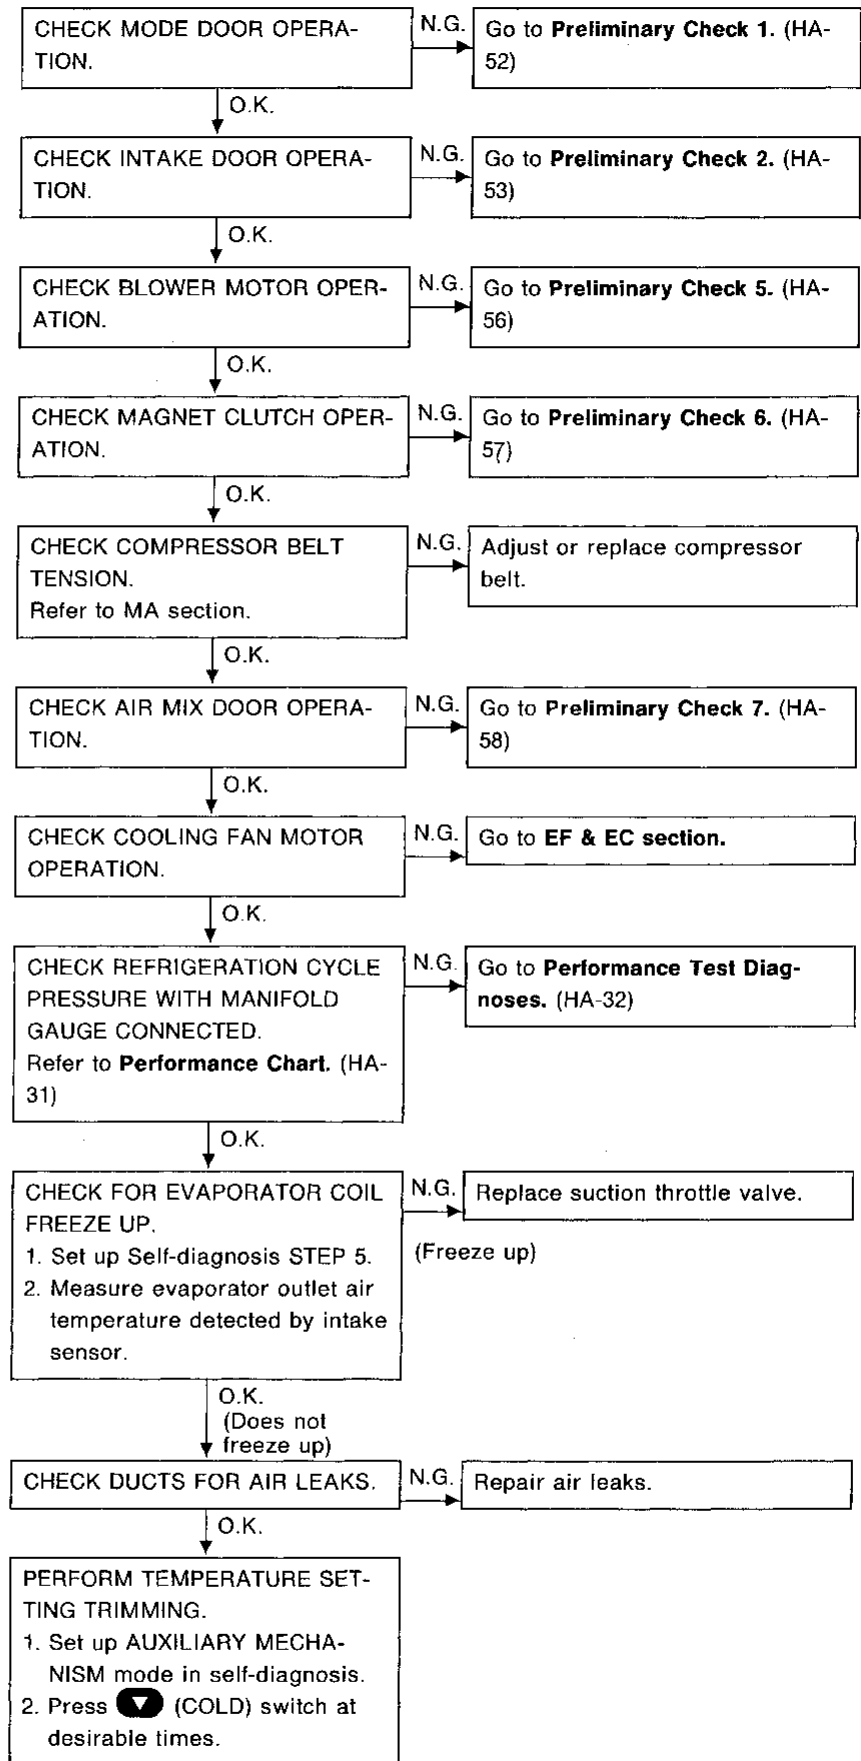 CHECK MODE DOOR OPERA-
TION.
N.G.
Go to Preliminary Check 1. (HA-
52)
O.K.
CHECK INTAKE DOOR OPERA-
TION.
N.G.
Go to Preliminary Check 2. (HA-
53)
O.K.
CHECK BLOWER MOTOR OPER-
ATION.
N.G.
Go to Preliminary Check 5. (HA-
56)
O.K.
CHECK MAGNET CLUTCH OPER-
ATION.
N.G.
Go to Preliminary Check 6. (HA-
57)
O.K.
CHECK COMPRESSOR BELT
TENSION.
Refer to MA section.
N.G.
Adjust or replace compressor
belt.
O.K.
CHECK AIR MIX DOOR OPERA-
TION.
N.G.
Go to Preliminary Check 7. (HA-
58)
O.K.
CHECK COOLING FAN MOTOR
OPERATION.
N.G.
Go to EF & EC section.
O.K.
CHECK REFRIGERATION CYCLE
PRESSURE WITH MANIFOLD
GAUGE CONNECTED.
Refer to Performance Chart. (HA-
31)
N.G.
Go to Performance Test Diag-
noses. (HA-32)
O.K.
CHECK FOR EVAPORATOR COIL
FREEZE UP.
1. Set up Self-diagnosis STEP 5.
2. Measure evaporator outlet air
temperature detected by intake
sensor.
N.G.
(Freeze up)
Replace suction throttle valve.
O.K.
(Does not
freeze up)
CHECK DUCTS FOR AIR LEAKS.
N.G.
Repair air leaks.
O.K.
PERFORM TEMPERATURE SET-
TING TRIMMING.
1. Set up AUXILIARY MECHA-
NISM mode in self-diagnosis.
2. Press ▼ (COLD) switch at
desirable times.